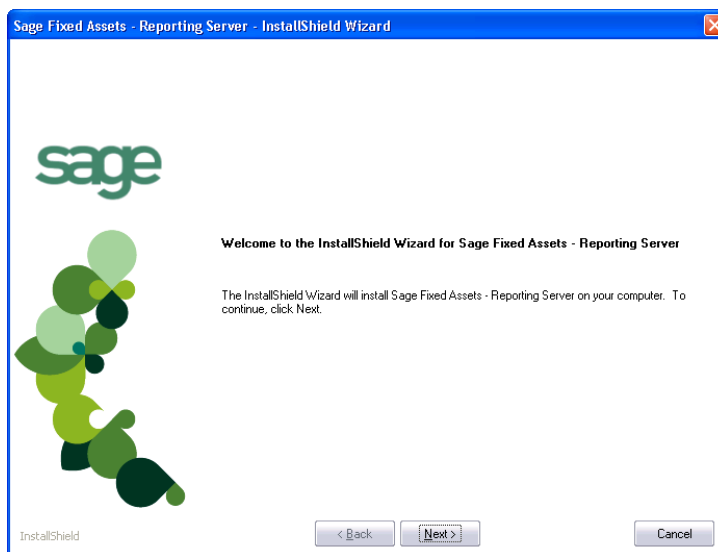 Sage Fixed Assets - Reporting Server - InstallShield Wizard
sage
Welcome to the InstallShield Wizard for Sage Fixed Assets - Reporting Server
The InstallShield Wizard will install Sage Fixed Assets - Reporting Server on your computer. To
continue, click Next.
InstallShield
< Back
Next >
Cancel